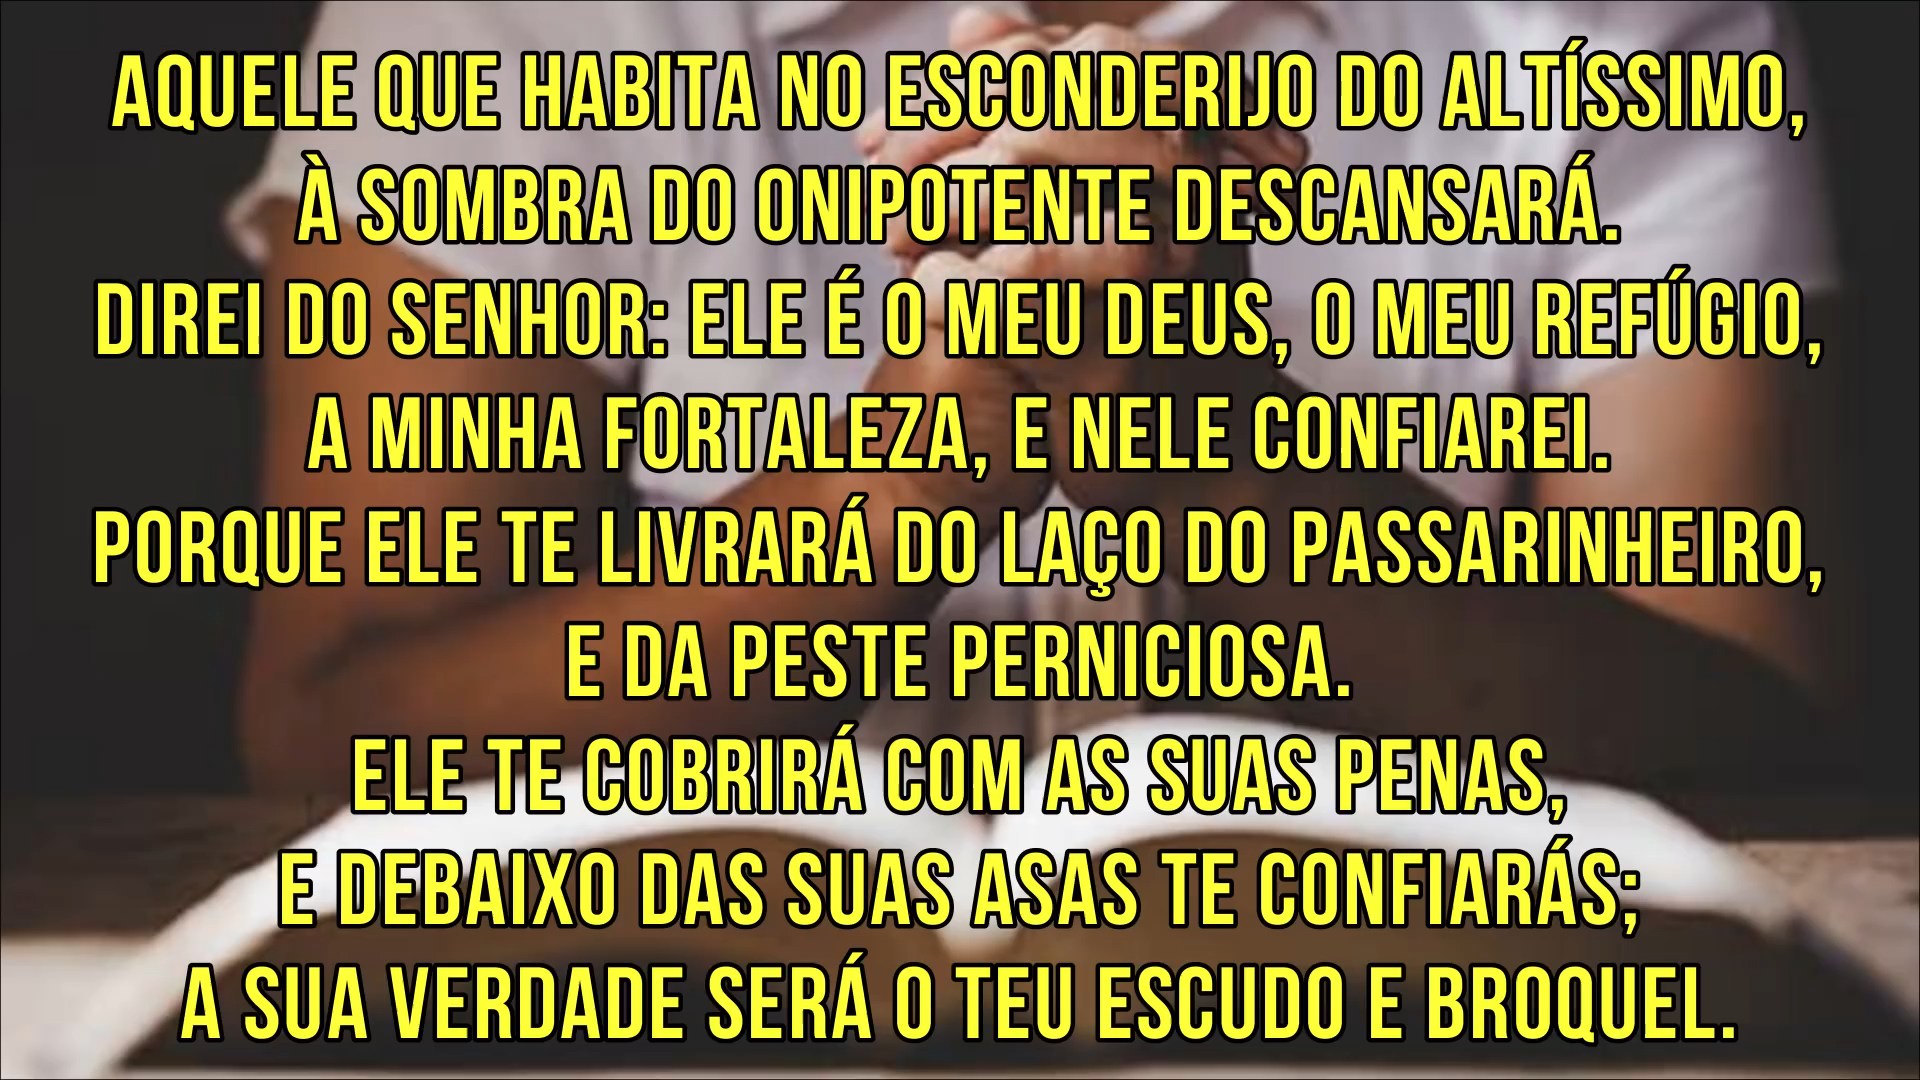 AQUELE QUE HABITA NO ESCONDERIJO DO ALTÍSSIMO,
À SOMBRA DO ONIPOTENTE DESCANSARÁ.
DIREI DO SENHOR: ELE É O MEU DEUS, O MEU REFÚGIO,
A MINHA FORTALEZA, E NELE CONFIAREI.
PORQUE ELE TE LIVRARÁ DO LAÇO DO PASSARINHEIRO,
E DA PESTE PERNICIOSA.
ELE TE COBRIRÁ COM AS SUAS PENAS,
E DEBAIXO DAS SUAS ASAS TE CONFIARÁS;
A SUA VERDADE SERÁ O TEU ESCUDO E BROQUEL.